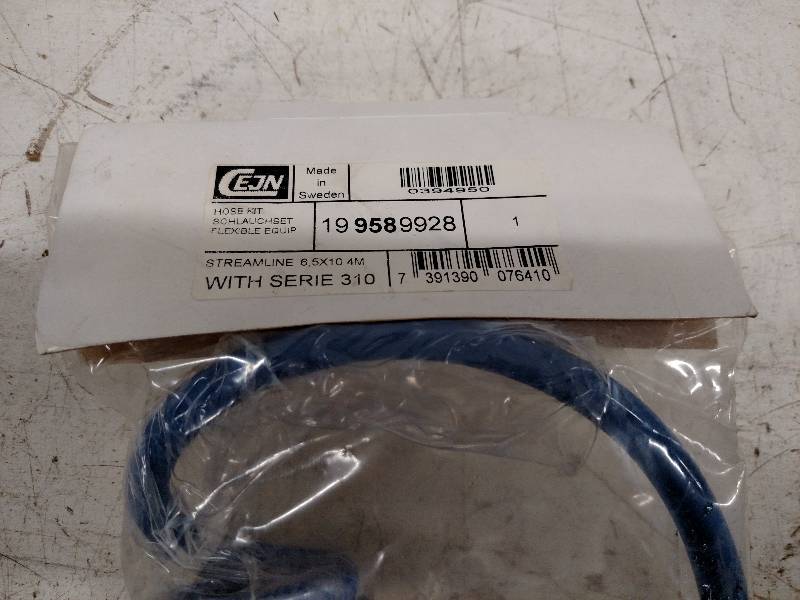 CEJN
Made
in
Sweden
0394950
HOSE KIT
SCHLAUCHSET
FLEXIBLE EQUIP
19 958 9928
1
STREAMLINE 6,5X10 4M
WITH SERIE 310
7 391390 076410